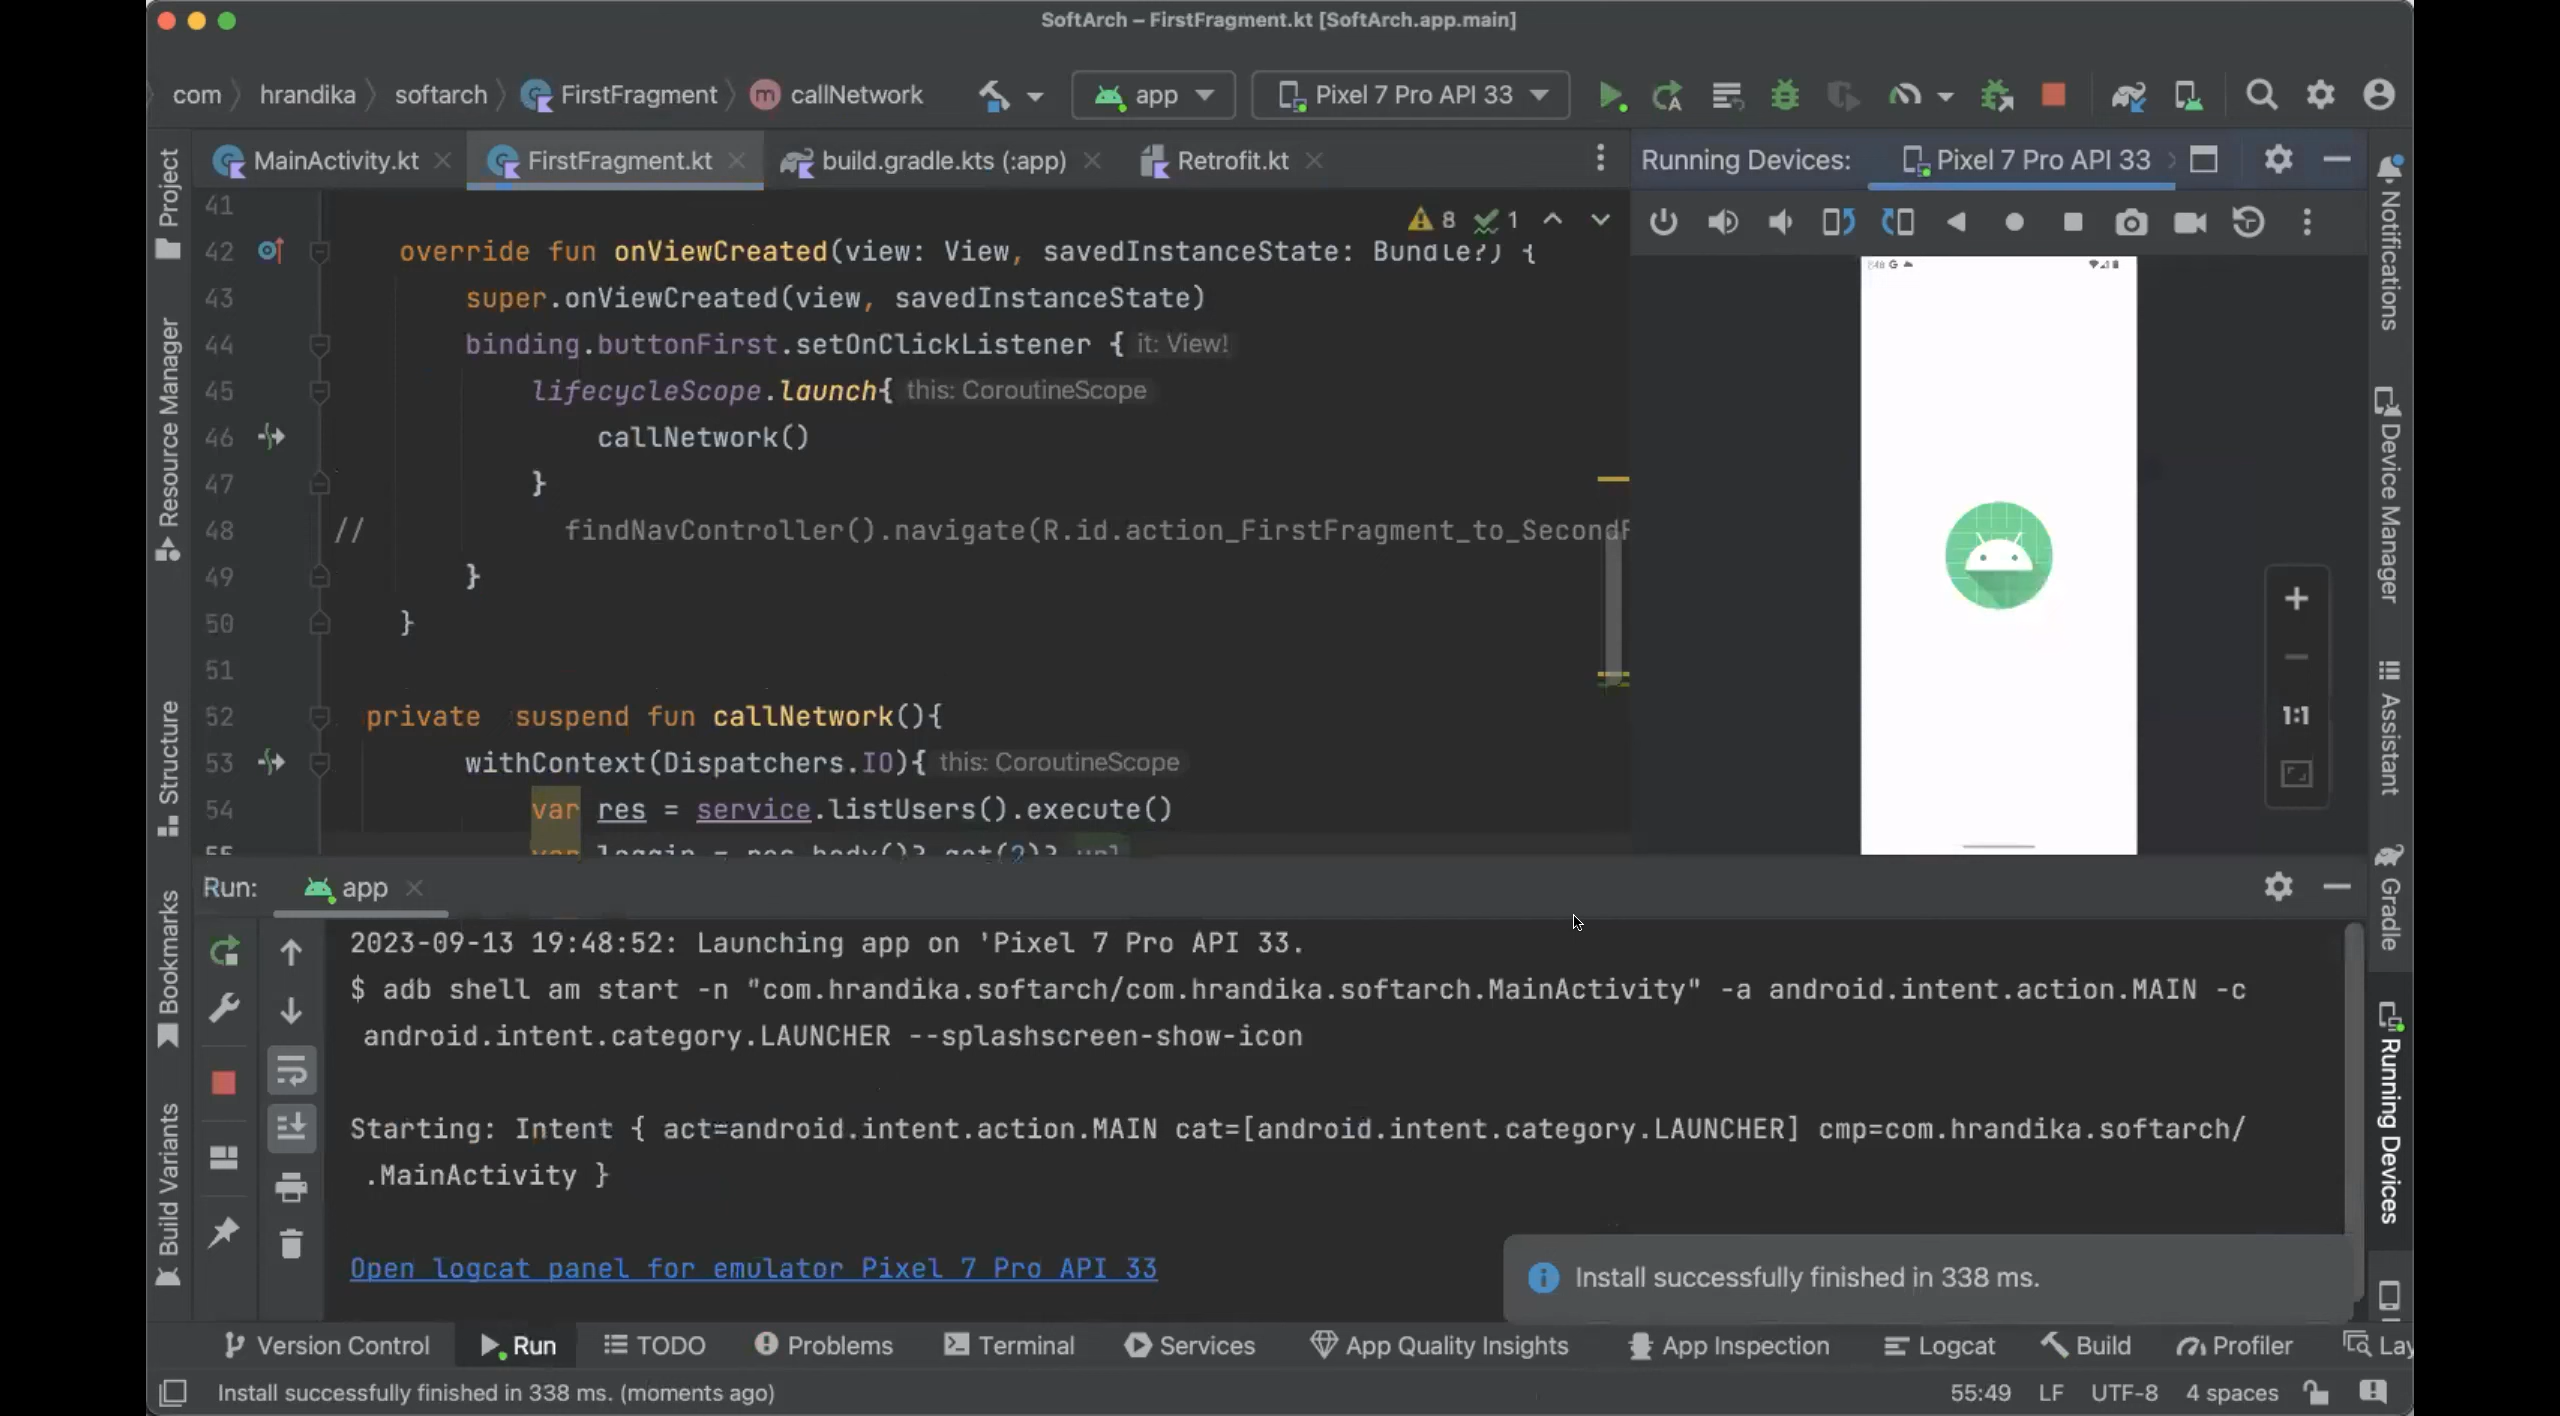 SoftArch – FirstFragment.kt [SoftArch.app.main]
com hrandika softarch FirstFragment m callNetwork app Pixel 7 Pro API 33
MainActivity.kt FirstFragment.kt build.gradle.kts (:app) Retrofit.kt Running Devices: Pixel 7 Pro API 33
8 1
41
42 override fun onViewCreated(view: View, savedInstanceState: Bundle?) {
43 super.onViewCreated(view, savedInstanceState)
44 binding.buttonFirst.setOnClickListener { it: View!
45 lifecycleScope.launch{ this: CoroutineScope
46 callNetwork()
47 }
48 // findNavController().navigate(R.id.action_FirstFragment_to_SecondF
49 }
50 }
51
52 private suspend fun callNetwork(){
53 withContext(Dispatchers.IO){ this: CoroutineScope
54 var res = service.listUsers().execute()
55 var loggin = res.body()?.get(2)?.url
G
1:1
Project
Resource Manager
Structure
Bookmarks
Build Variants
Notifications
Device Manager
Assistant
Gradle
Running Devices
Run: app
2023-09-13 19:48:52: Launching app on 'Pixel 7 Pro API 33.
$ adb shell am start -n "com.hrandika.softarch/com.hrandika.softarch.MainActivity" -a android.intent.action.MAIN -c
android.intent.category.LAUNCHER --splashscreen-show-icon
Starting: Intent { act=android.intent.action.MAIN cat=[android.intent.category.LAUNCHER] cmp=com.hrandika.softarch/
.MainActivity }
Open logcat panel for emulator Pixel 7 Pro API 33
Install successfully finished in 338 ms.
Version Control Run TODO Problems Terminal Services App Quality Insights App Inspection Logcat Build Profiler Lay
Install successfully finished in 338 ms. (moments ago) 55:49 LF UTF-8 4 spaces